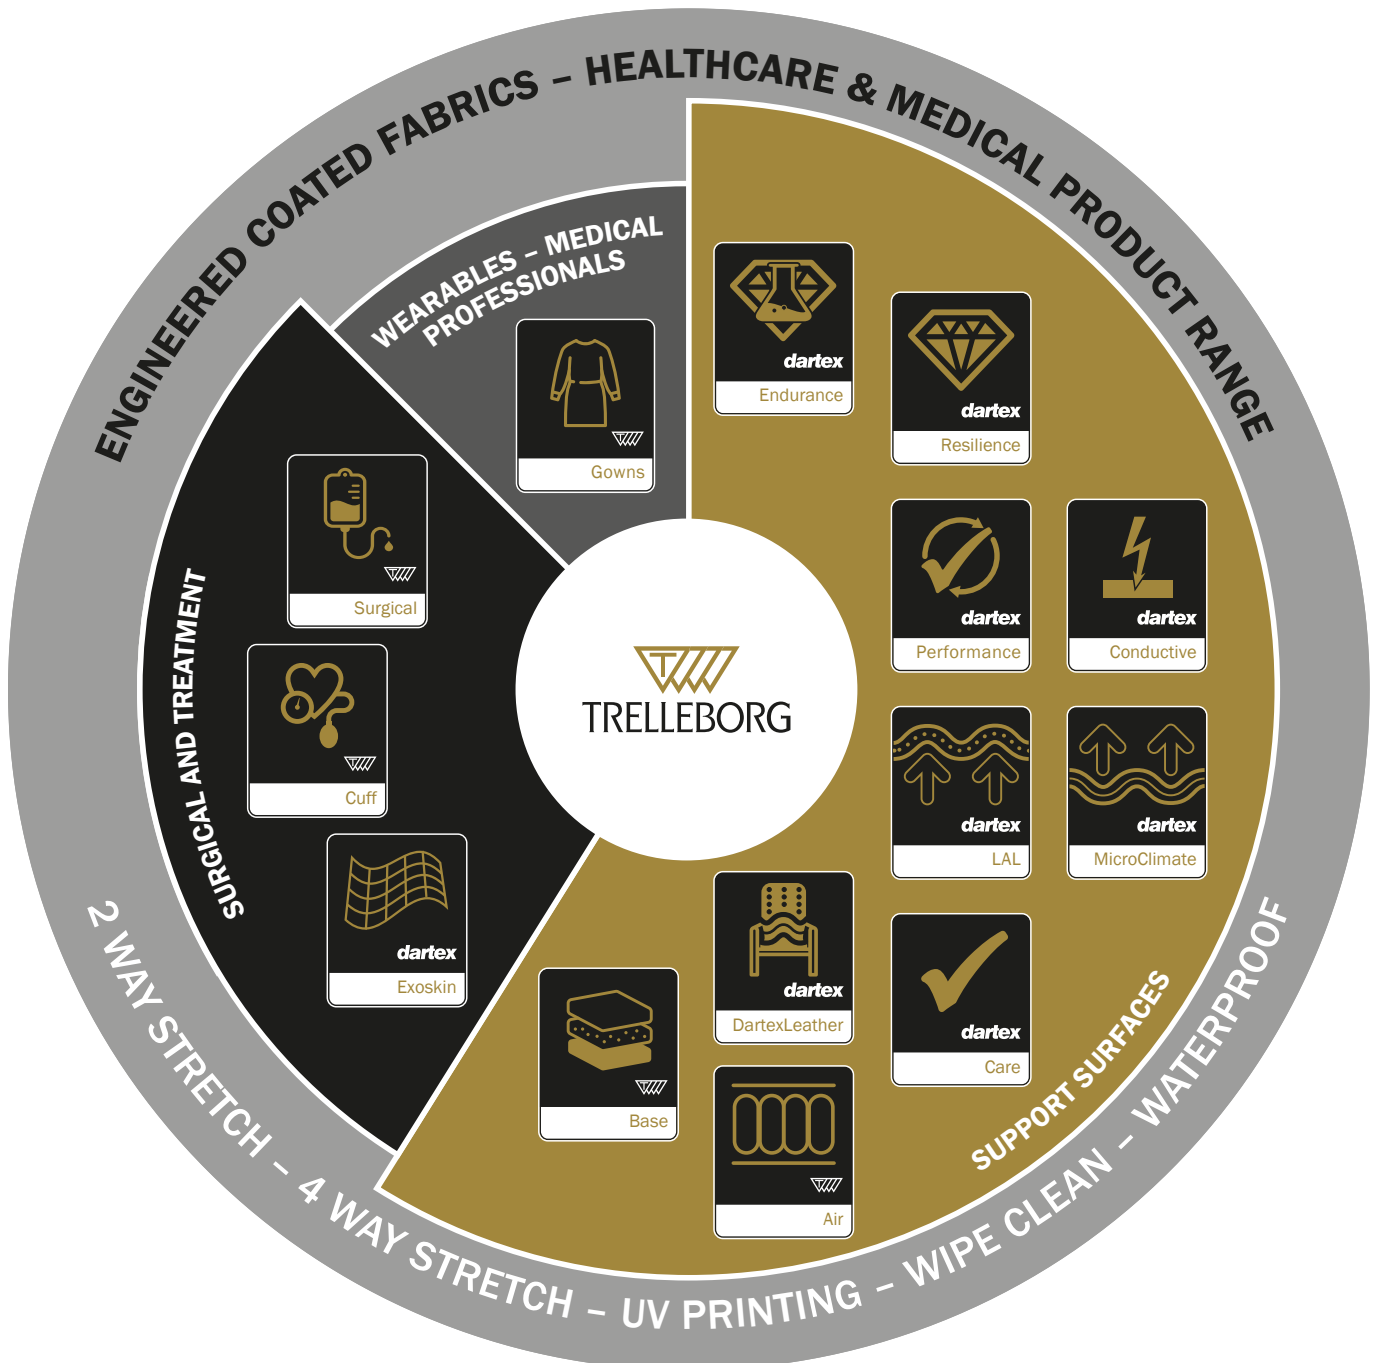 ENGINEERED COATED FABRICS – HEALTHCARE & MEDICAL PRODUCT RANGE
WEARABLES – MEDICAL
PROFESSIONALS
T
Gowns
dartex
Endurance
dartex
Resilience
dartex
Performance
dartex
Conductive
dartex
LAL
dartex
MicroClimate
dartex
DartexLeather
dartex
Care
T
Base
T
Air
SUPPORT SURFACES
SURGICAL AND TREATMENT
T
Surgical
T
Cuff
dartex
Exoskin
T
TRELLEBORG
2 WAY STRETCH – 4 WAY STRETCH – UV PRINTING – WIPE CLEAN – WATERPROOF